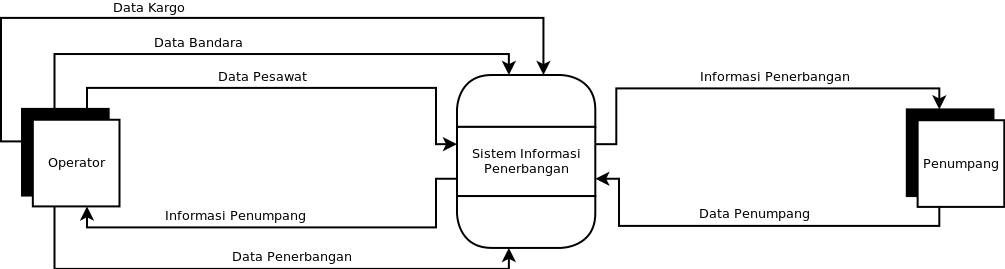 Data Kargo
Data Bandara
Data Pesawat
Informasi Penerbangan
Operator
Sistem Informasi
Penerbangan
Penumpang
Informasi Penumpang
Data Penumpang
Data Penerbangan